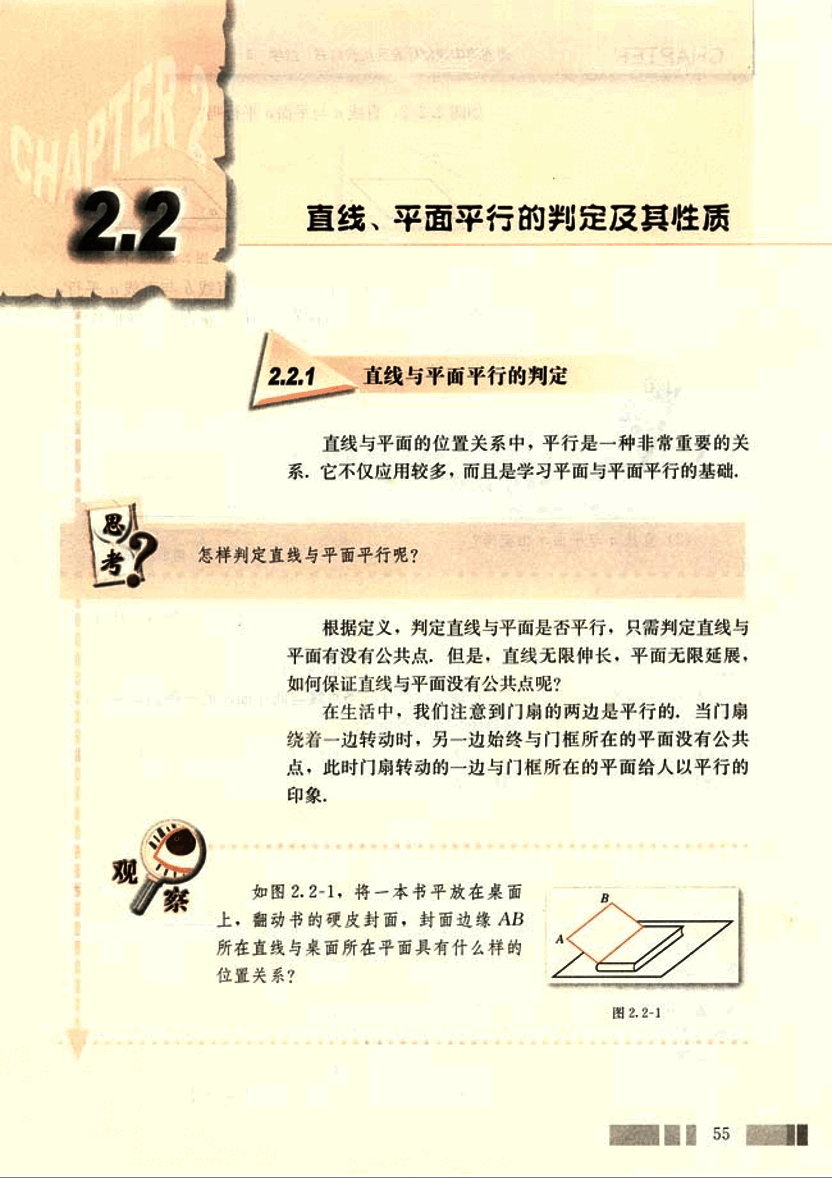 CHAPTER 2
2.2
直线、平面平行的判定及其性质
2.2.1 直线与平面平行的判定
直线与平面的位置关系中，平行是一种非常重要的关
系．它不仅应用较多，而且是学习平面与平面平行的基础．
思考?
怎样判定直线与平面平行呢？
根据定义，判定直线与平面是否平行，只需判定直线与
平面有没有公共点．但是，直线无限伸长，平面无限延展，
如何保证直线与平面没有公共点呢？
在生活中，我们注意到门扇的两边是平行的．当门扇
绕着一边转动时，另一边始终与门框所在的平面没有公共
点，此时门扇转动的一边与门框所在的平面给人以平行的
印象．
观察
如图2.2-1，将一本书平放在桌面
上，翻动书的硬皮封面，封面边缘AB
所在直线与桌面所在平面具有什么样的
位置关系？
B
A
图2.2-1
55